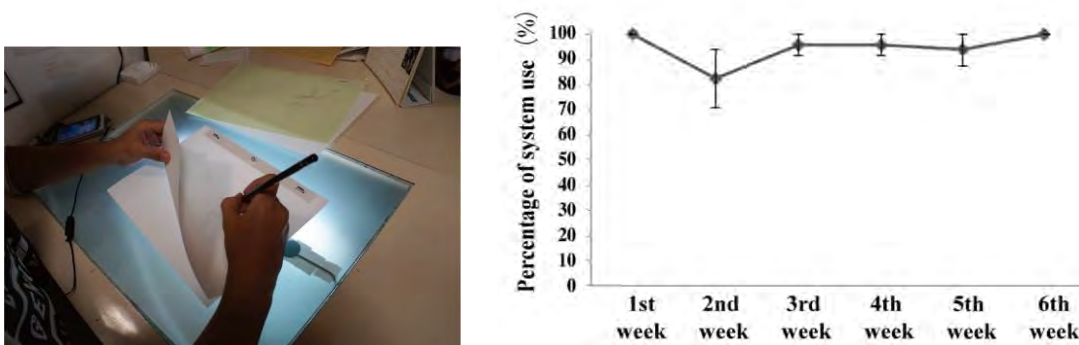 Percentage of system use (%)
100
90
80
70
60
50
40
30
20
10
0
1st week
2nd week
3rd week
4th week
5th week
6th week